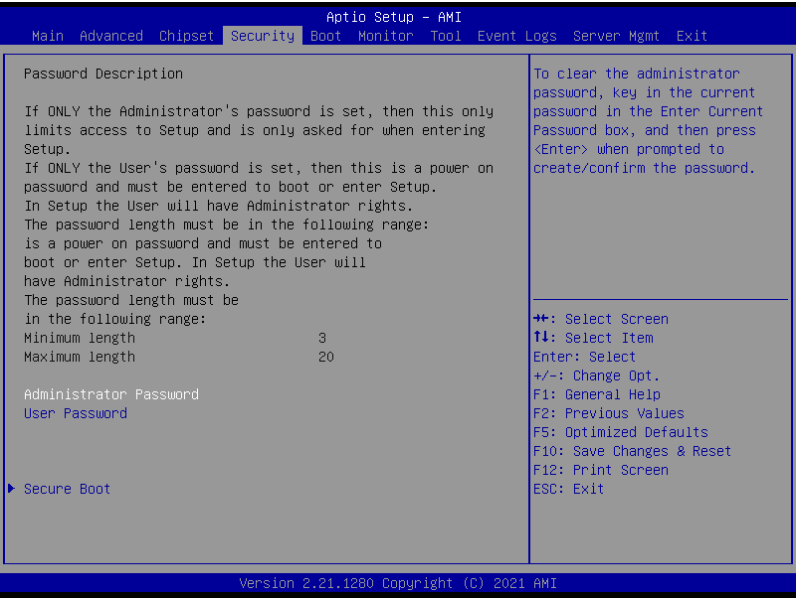 Aptio Setup – AMI
Main Advanced Chipset Security Boot Monitor Tool Event Logs Server Mgmt Exit
Password Description
If ONLY the Administrator's password is set, then this only
limits access to Setup and is only asked for when entering
Setup.
If ONLY the User's password is set, then this is a power on
password and must be entered to boot or enter Setup.
In Setup the User will have Administrator rights.
The password length must be in the following range:
is a power on password and must be entered to
boot or enter Setup. In Setup the User will
have Administrator rights.
The password length must be
in the following range:
Minimum length 3
Maximum length 20
Administrator Password
User Password
Secure Boot
To clear the administrator
password, key in the current
password in the Enter Current
Password box, and then press
<Enter> when prompted to
create/confirm the password.
→←: Select Screen
↑↓: Select Item
Enter: Select
+/-: Change Opt.
F1: General Help
F2: Previous Values
F5: Optimized Defaults
F10: Save Changes & Reset
F12: Print Screen
ESC: Exit
Version 2.21.1280 Copyright (C) 2021 AMI